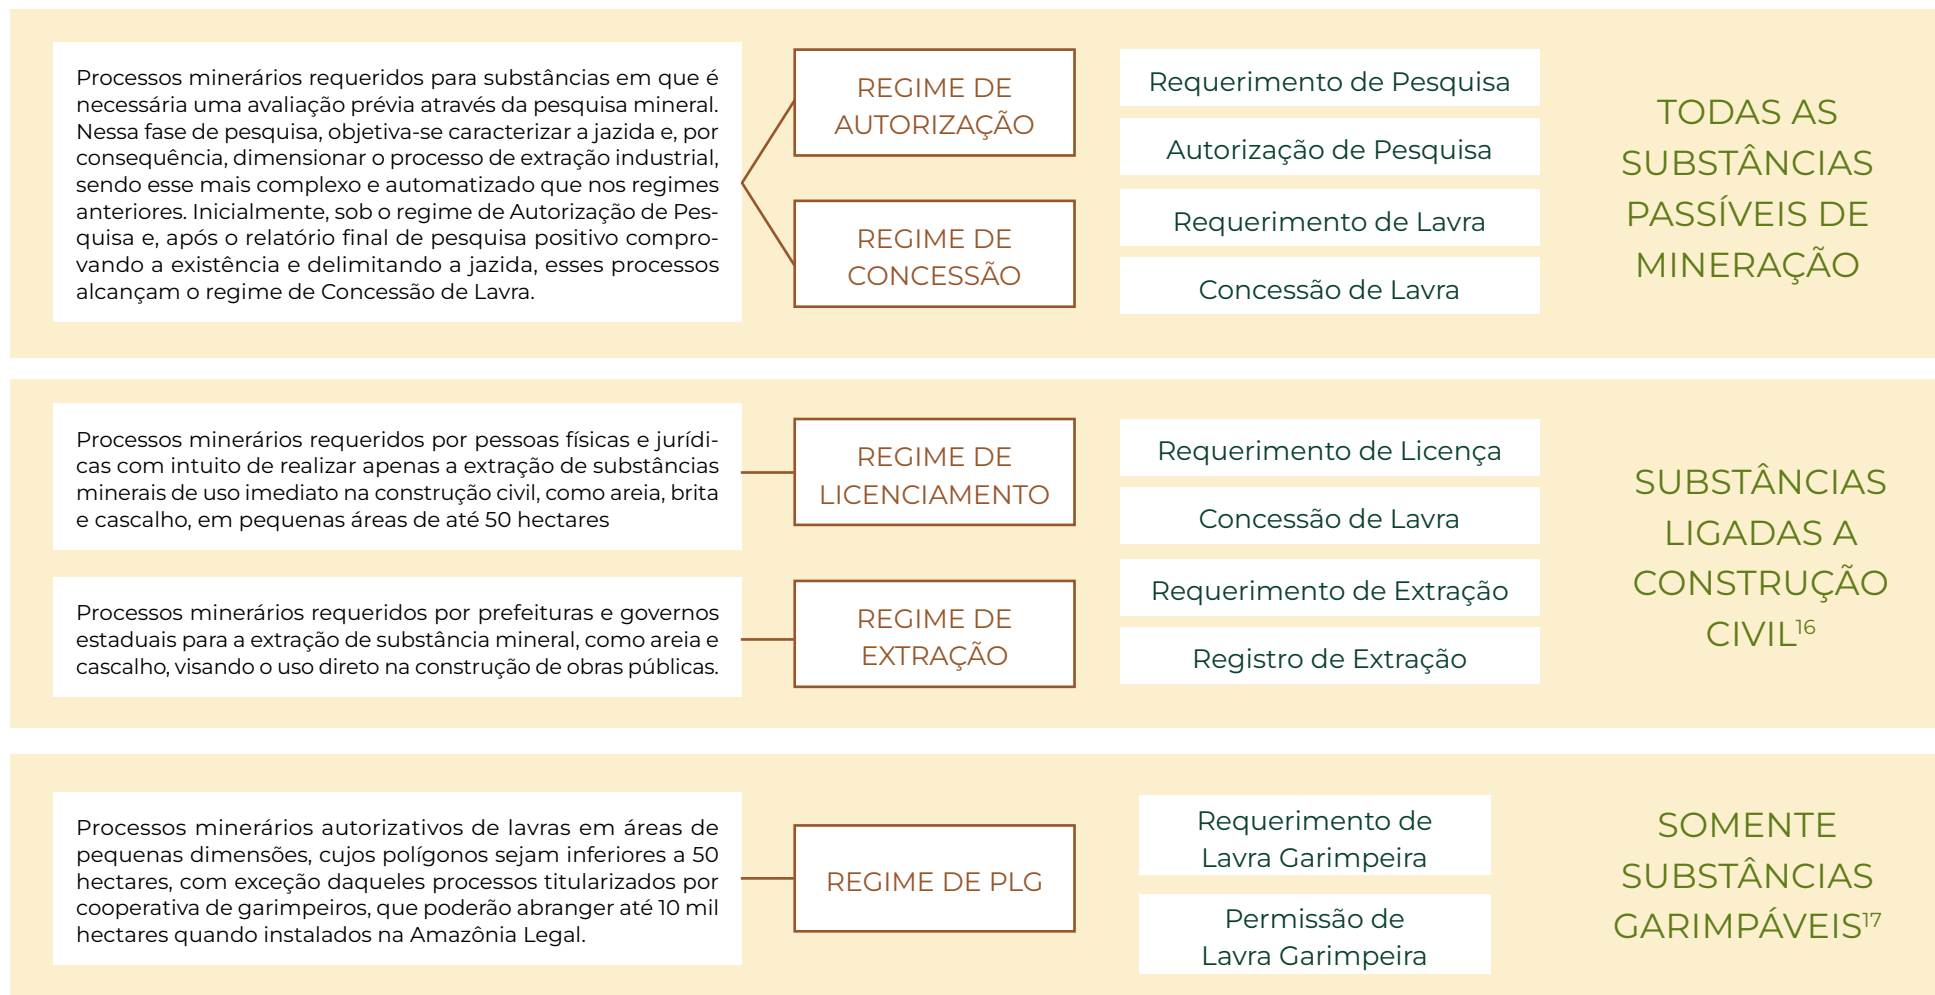 Processos minerários requeridos para substâncias em que é
necessária uma avaliação prévia através da pesquisa mineral.
Nessa fase de pesquisa, objetiva-se caracterizar a jazida e, por
consequência, dimensionar o processo de extração industrial,
sendo esse mais complexo e automatizado que nos regimes
anteriores. Inicialmente, sob o regime de Autorização de Pes-
quisa e, após o relatório final de pesquisa positivo compro-
vando a existência e delimitando a jazida, esses processos
alcançam o regime de Concessão de Lavra.
REGIME DE
AUTORIZAÇÃO
REGIME DE
CONCESSÃO
Requerimento de Pesquisa
Autorização de Pesquisa
Requerimento de Lavra
Concessão de Lavra
TODAS AS
SUBSTÂNCIAS
PASSÍVEIS DE
MINERAÇÃO
Processos minerários requeridos por pessoas físicas e jurídi-
cas com intuito de realizar apenas a extração de substâncias
minerais de uso imediato na construção civil, como areia, brita
e cascalho, em pequenas áreas de até 50 hectares
REGIME DE
LICENCIAMENTO
Requerimento de Licença
Concessão de Lavra
Processos minerários requeridos por prefeituras e governos
estaduais para a extração de substância mineral, como areia e
cascalho, visando o uso direto na construção de obras públicas.
REGIME DE
EXTRAÇÃO
Requerimento de Extração
Registro de Extração
SUBSTÂNCIAS
LIGADAS A
CONSTRUÇÃO
CIVIL16
Processos minerários autorizativos de lavras em áreas de
pequenas dimensões, cujos polígonos sejam inferiores a 50
hectares, com exceção daqueles processos titularizados por
cooperativa de garimpeiros, que poderão abranger até 10 mil
hectares quando instalados na Amazônia Legal.
REGIME DE PLG
Requerimento de
Lavra Garimpeira
Permissão de
Lavra Garimpeira
SOMENTE
SUBSTÂNCIAS
GARIMPÁVEIS17